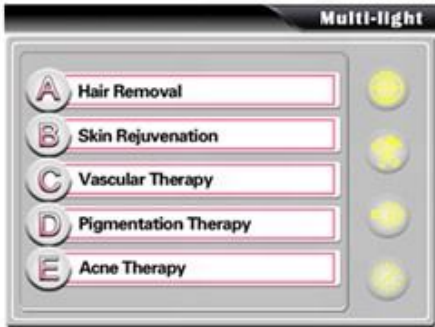 Multi-light
A Hair Removal
B Skin Rejuvenation
C Vascular Therapy
D Pigmentation Therapy
E Acne Therapy